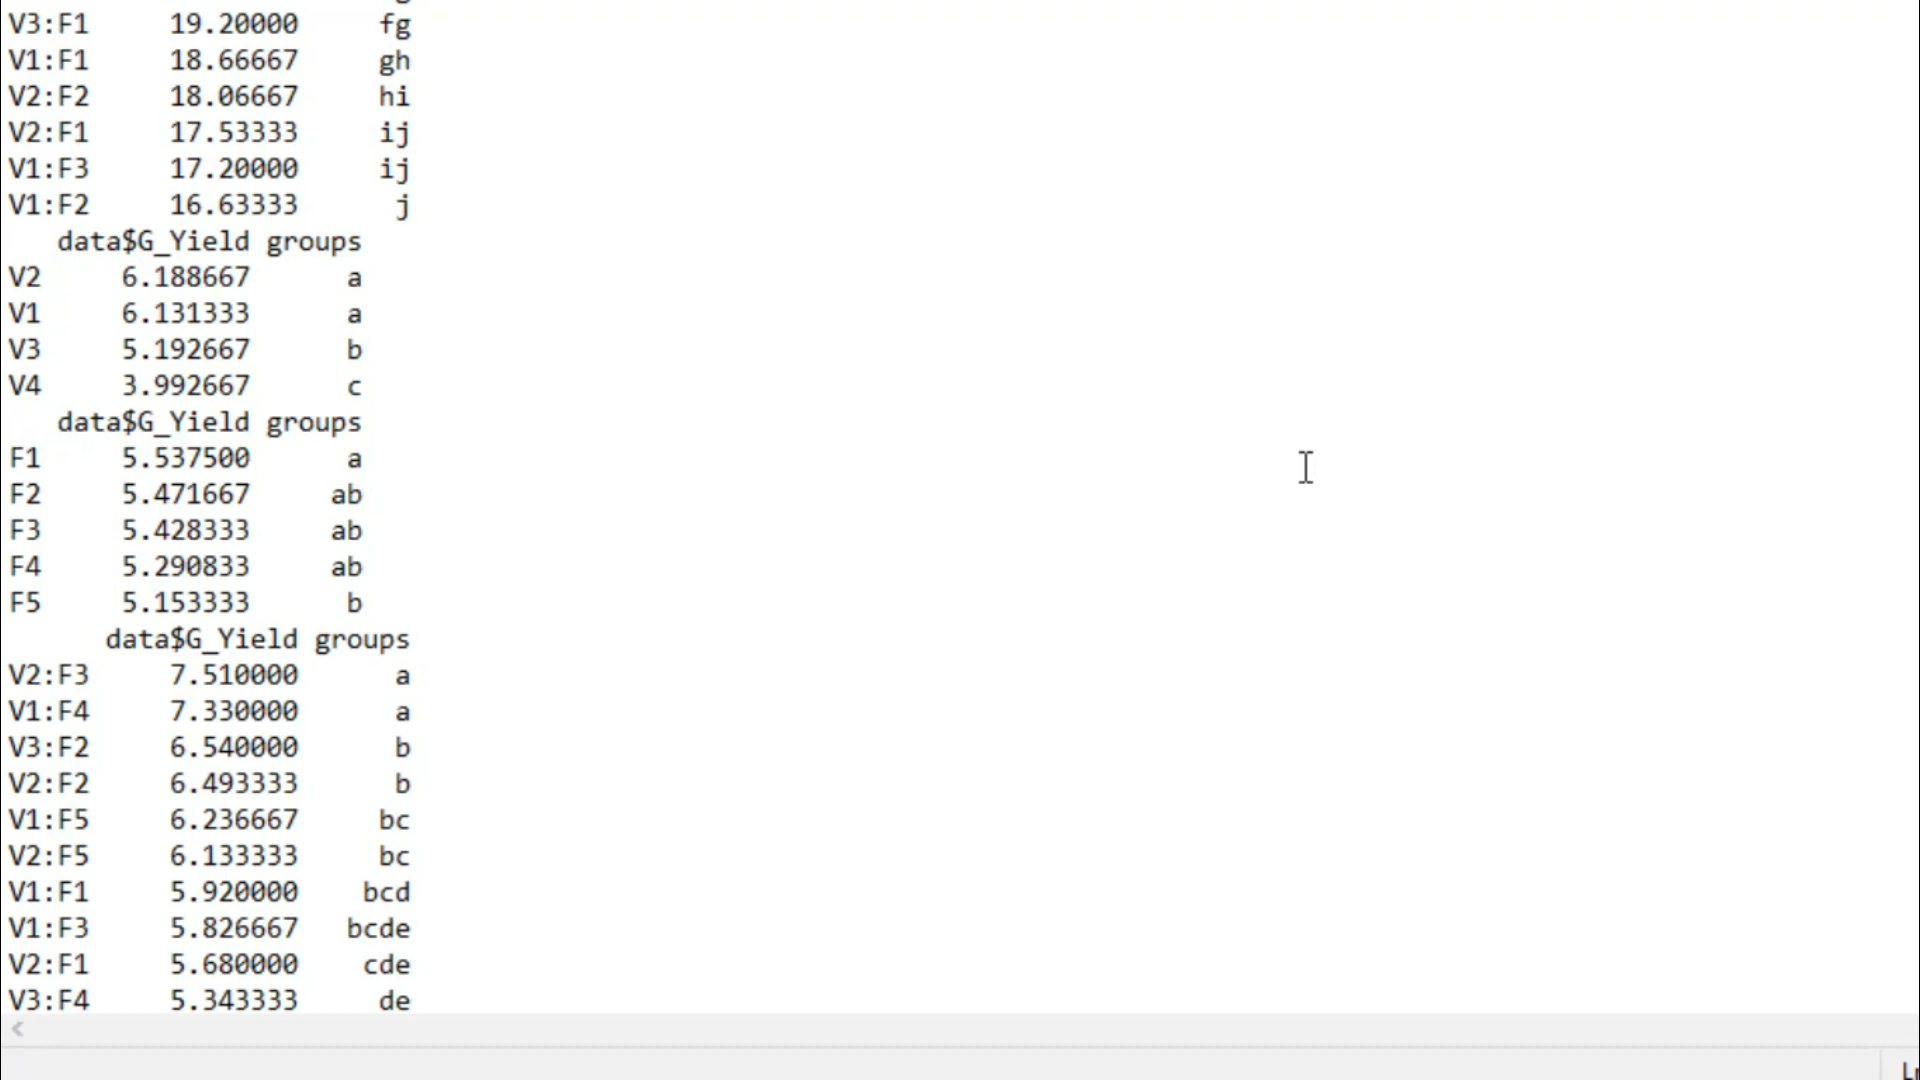 V3:F1 19.20000 fg
V1:F1 18.66667 gh
V2:F2 18.06667 hi
V2:F1 17.53333 ij
V1:F3 17.20000 ij
V1:F2 16.63333 j
data$G_Yield groups
V2 6.188667 a
V1 6.131333 a
V3 5.192667 b
V4 3.992667 c
data$G_Yield groups
F1 5.537500 a
F2 5.471667 ab
F3 5.428333 ab
F4 5.290833 ab
F5 5.153333 b
data$G_Yield groups
V2:F3 7.510000 a
V1:F4 7.330000 a
V3:F2 6.540000 b
V2:F2 6.493333 b
V1:F5 6.236667 bc
V2:F5 6.133333 bc
V1:F1 5.920000 bcd
V1:F3 5.826667 bcde
V2:F1 5.680000 cde
V3:F4 5.343333 de